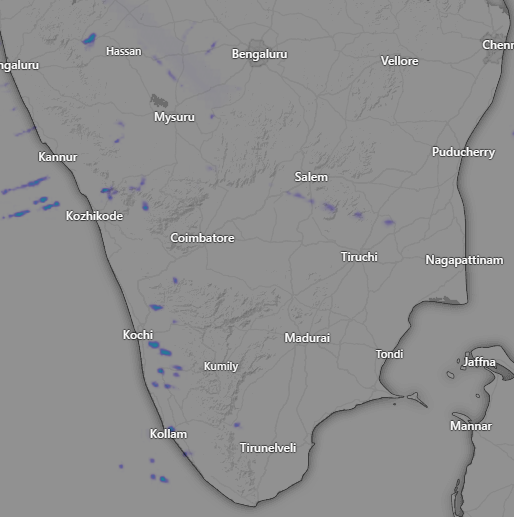 Hassan
Bengaluru
Chenn
ngaluru
Vellore
Mysuru
Kannur
Puducherry
Salem
Kozhikode
Coimbatore
Tiruchi
Nagapattinam
Kochi
Madurai
Tondi
Kumily
Jaffna
Kollam
Mannar
Tirunelveli